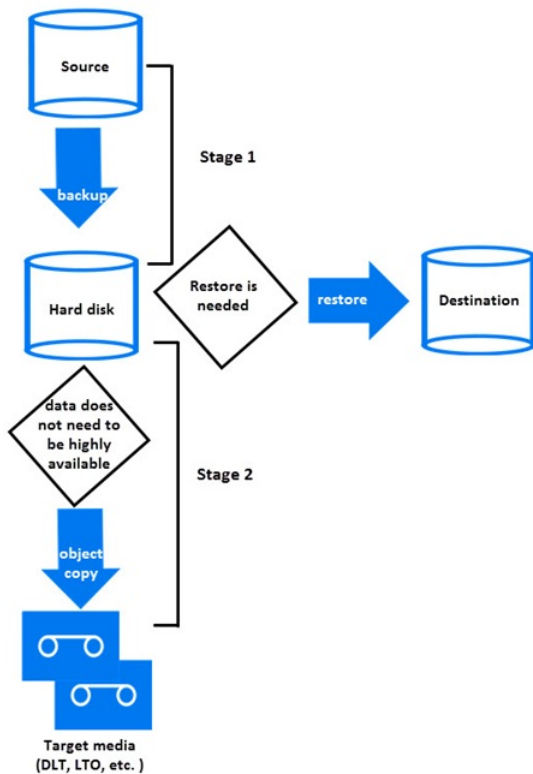 Source
Stage 1
backup
Hard disk
Restore is
needed
restore
Destination
data does
not need to
be highly
available
Stage 2
object
copy
Target media
(DLT, LTO, etc. )